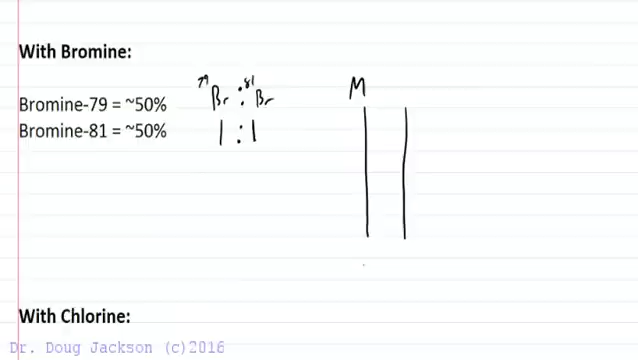 With Bromine:
⁷⁹Br : ⁸¹Br
M
Bromine-79 = ~50%
Bromine-81 = ~50%
1 : 1
With Chlorine:
Dr. Doug Jackson (c)2016